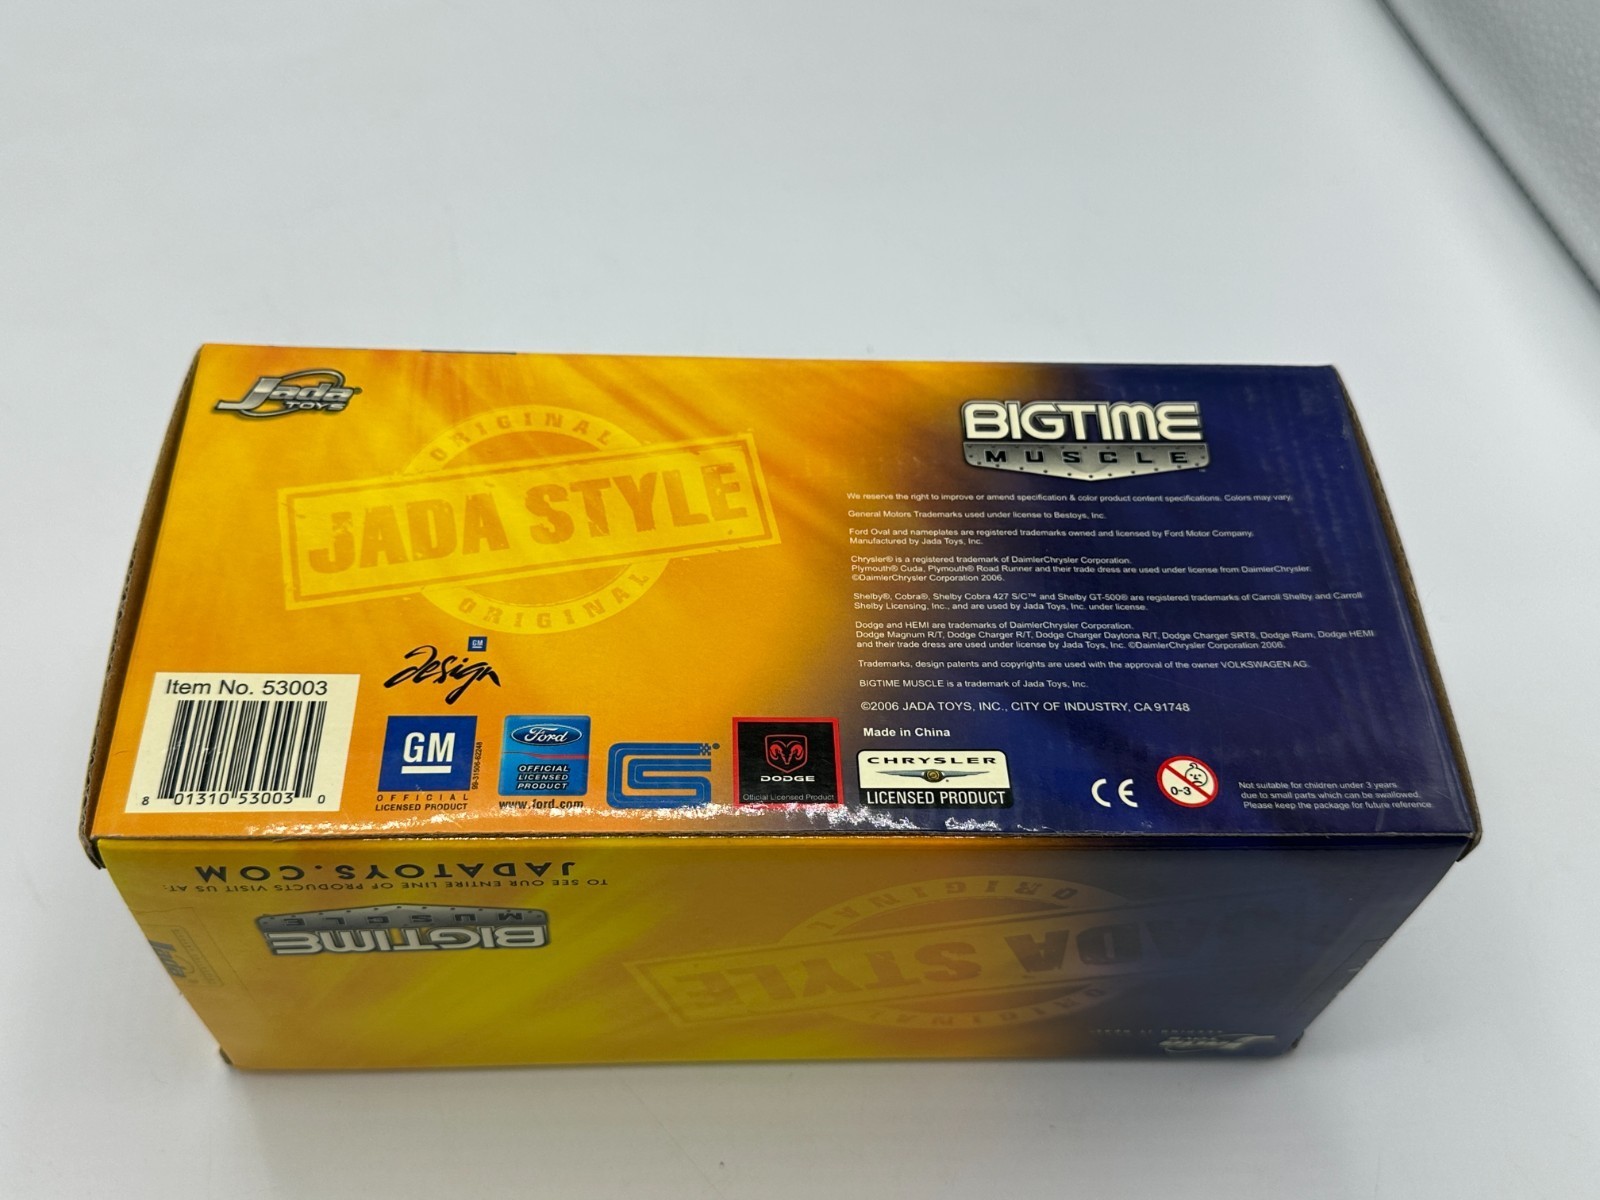 Jada®
TOYS
ORIGINAL
JADA STYLE
ORIGINAL
BIGTIME
MUSCLE
We reserve the right to improve or amend specification & color product content specifications. Colors may vary.
General Motors Trademarks used under license to Bestoys, Inc.
Ford Oval and nameplates are registered trademarks owned and licensed by Ford Motor Company.
Manufactured by Jada Toys, Inc.
Chrysler® is a registered trademark of DaimlerChrysler Corporation.
Plymouth® Cuda, Plymouth® Road Runner and their trade dress are used under license from DaimlerChrysler.
©DaimlerChrysler Corporation 2006.
Shelby®, Cobra®, Shelby Cobra 427 S/C™ and Shelby GT-500® are registered trademarks of Carroll Shelby and Carroll
Shelby Licensing, Inc., and are used by Jada Toys, Inc. under license.
Dodge and HEMI are trademarks of DaimlerChrysler Corporation.
Dodge Magnum R/T, Dodge Charger R/T, Dodge Charger Daytona R/T, Dodge Charger SRT8, Dodge Ram, Dodge HEMI
and their trade dress are used under license by Jada Toys, Inc. ©DaimlerChrysler Corporation 2006.
Trademarks, design patents and copyrights are used with the approval of the owner VOLKSWAGEN AG.
BIGTIME MUSCLE is a trademark of Jada Toys, Inc.
©2006 JADA TOYS, INC., CITY OF INDUSTRY, CA 91748
Made in China
GM
design
Item No. 53003
8 01310 53003 0
GM
OFFICIAL
LICENSED PRODUCT
Ford
OFFICIAL
LICENSED
PRODUCT
www.ford.com
CS
DODGE
Official Licensed Product
CHRYSLER
LICENSED PRODUCT
CE
0-3
Not suitable for children under 3 years
due to small parts which can be swallowed.
Please keep the package for future reference.
TO SEE OUR ENTIRE LINE OF PRODUCTS VISIT US AT:
JADATOYS.COM
BIGTIME
MUSCLE
ORIGINAL
JADA STYLE
ORIGINAL
Jada